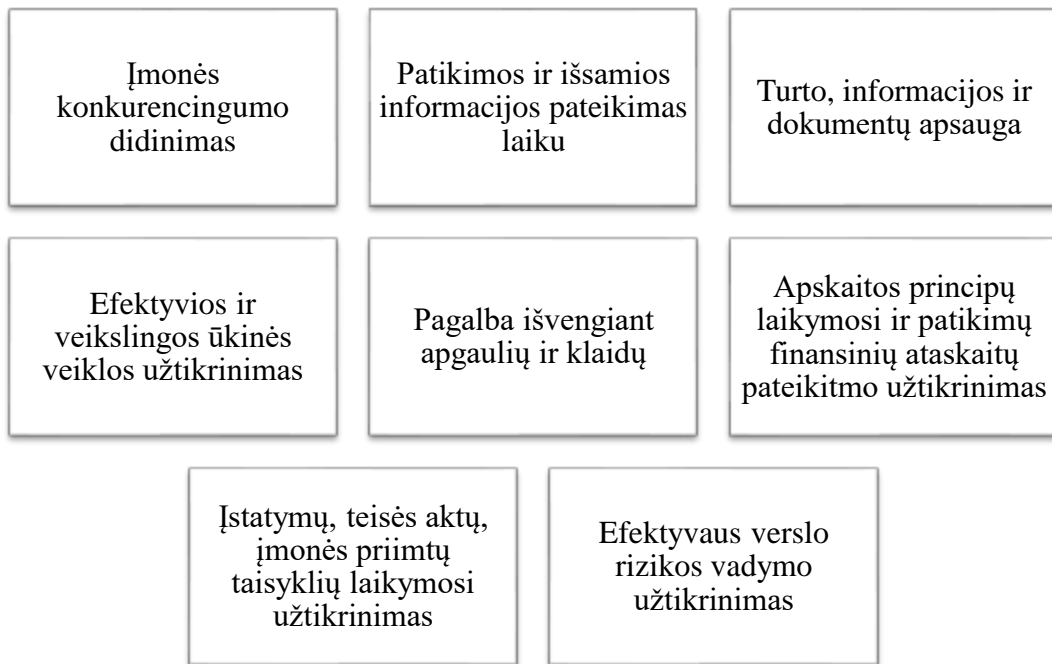 Įmonės
konkurencingumo
didinimas
Patikimos ir išsamios
informacijos pateikimas
laiku
Turto, informacijos ir
dokumentų apsauga
Efektyvios ir
veikslingos ūkinės
veiklos užtikrinimas
Pagalba išvengiant
apgaulių ir klaidų
Apskaitos principų
laikymosi ir patikimų
finansinių ataskaitų
pateikitmo užtikrinimas
Įstatymų, teisės aktų,
įmonės priimtų
taisyklių laikymosi
užtikrinimas
Efektyvaus verslo
rizikos vadymo
užtikrinimas